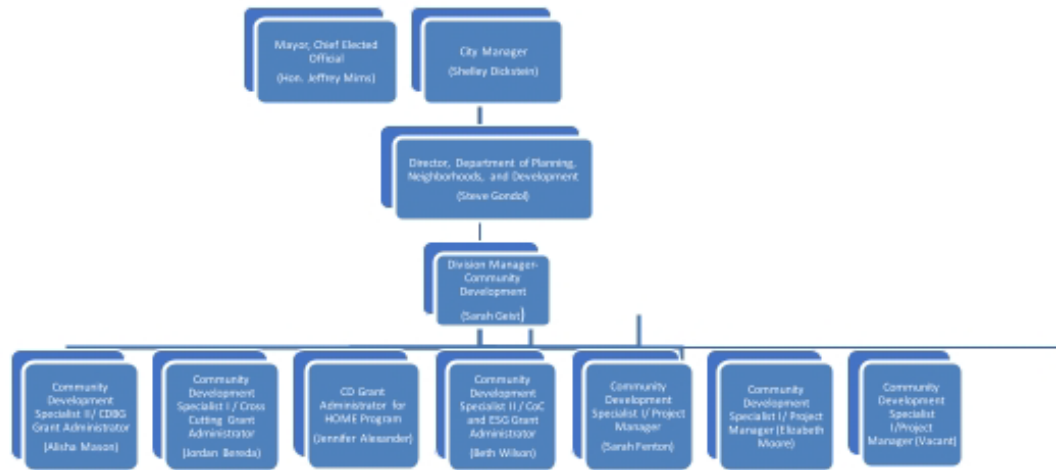 Mayor, Chief Elected
Official
(Hon. Jeffrey Mims)
City Manager
(Shelley Dickstein)
Director, Department of Planning,
Neighborhoods, and Development
(Steve Gondol)
Division Manager-
Community
Development
(Sarah Geist)
Community
Development
Specialist II/ CDBG
Grant Administrator
(Alisha Mason)
Community
Development
Specialist I / Cross
Cutting Grant
Administrator
(Jordan Bereda)
CD Grant
Administrator for
HOME Program
(Jennifer Alexander)
Community
Development
Specialist II / CoC
and ESG Grant
Administrator
(Beth Wilson)
Community
Development
Specialist I/ Project
Manager
(Sarah Fenton)
Community
Development
Specialist I/ Project
Manager (Elizabeth
Moore)
Community
Development
Specialist
I/Project
Manager (Vacant)